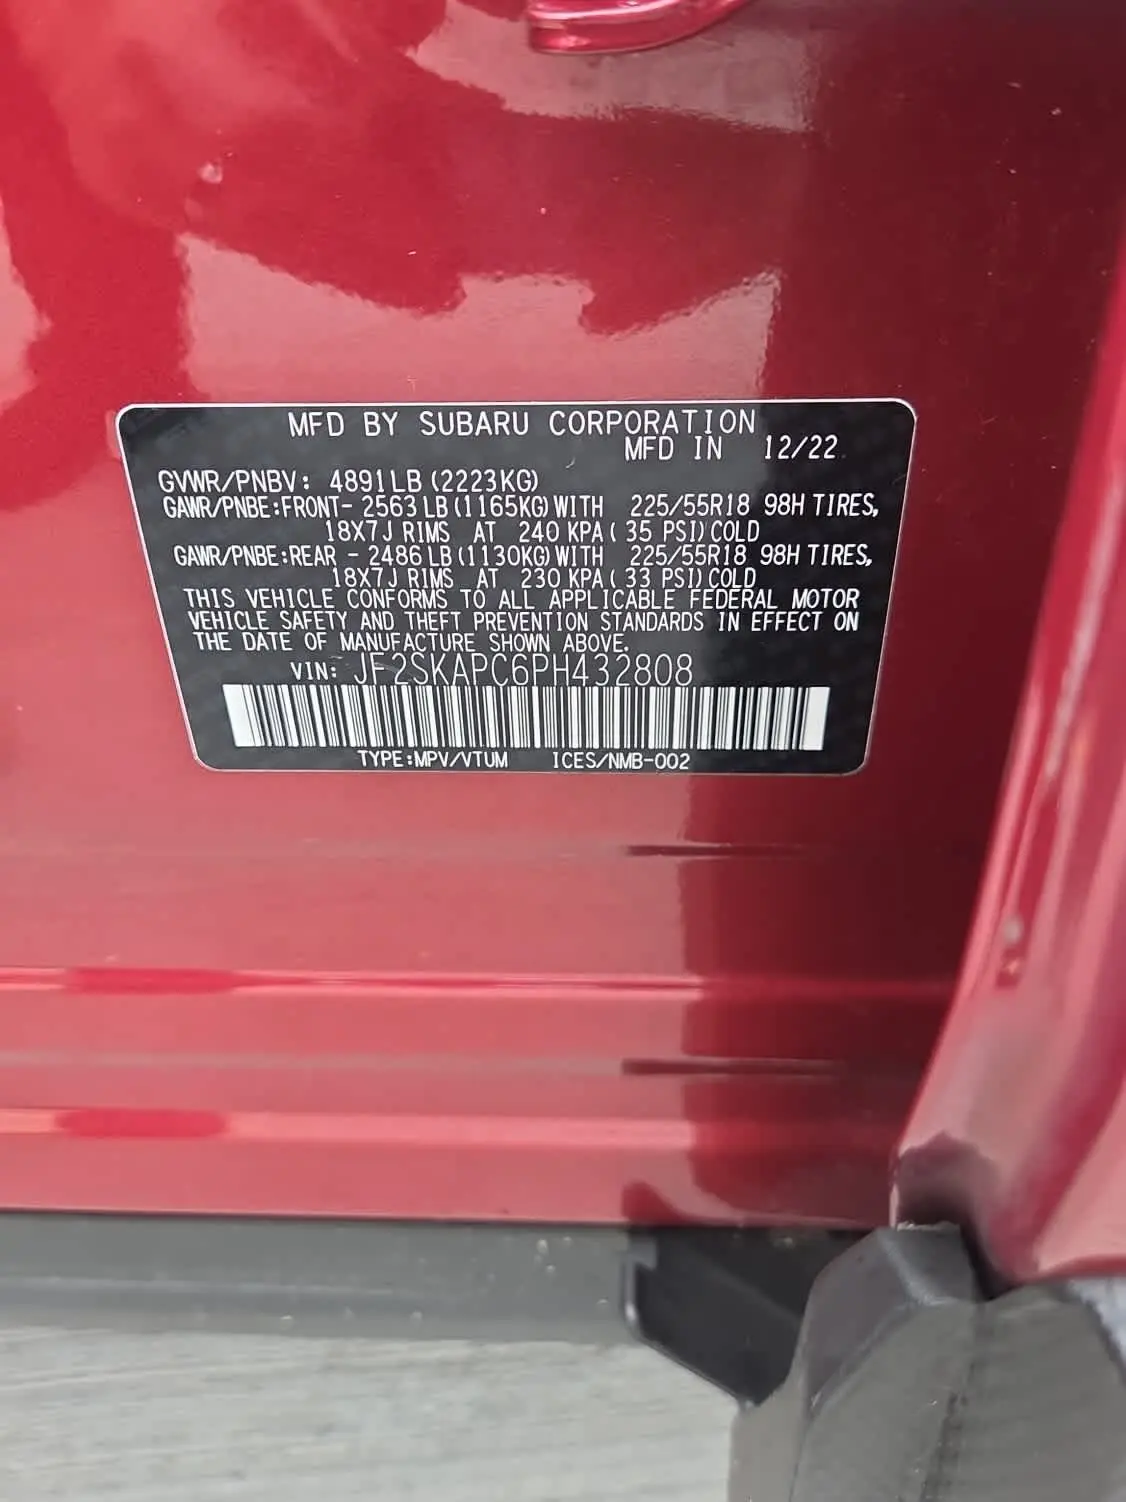 MFD BY SUBARU CORPORATION
MFD IN 12/22
GVWR/PNBV: 4891LB (2223KG)
GAWR/PNBE:FRONT- 2563 LB (1165KG) WITH 225/55R18 98H TIRES,
18X7J RIMS AT 240 KPA ( 35 PSI) COLD
GAWR/PNBE:REAR - 2486 LB (1130KG) WITH 225/55R18 98H TIRES,
18X7J RIMS AT 230 KPA ( 33 PSI) COLD
THIS VEHICLE CONFORMS TO ALL APPLICABLE FEDERAL MOTOR
VEHICLE SAFETY AND THEFT PREVENTION STANDARDS IN EFFECT ON
THE DATE OF MANUFACTURE SHOWN ABOVE.
VIN: JF2SKAPC6PH432808
TYPE:MPV/VTUM ICES/NMB-002